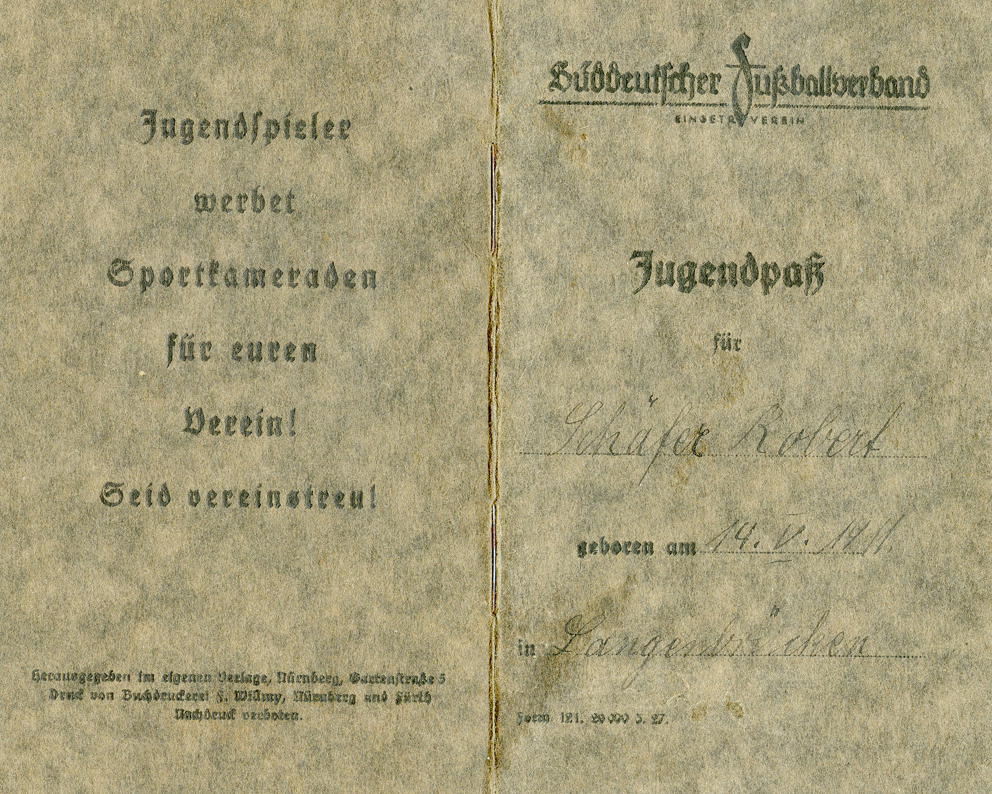 Jugendspieler
werbet
Sportkameraden
für euren
Verein!
Seid vereinstreu!
Herausgegeben im eigenen Verlage, Nürnberg, Gartenstraße 5
Druck von Buchdruckerei F. Willmy, Nürnberg und Fürth
Nachdruck verboten.
Süddeutscher Fußballverband
EINGETR. VEREIN
Jugendpaß
für
Schäfer Robert
geboren am 14. V. 1911.
in Langenbrücken
Form 121. 20 000 5. 27.